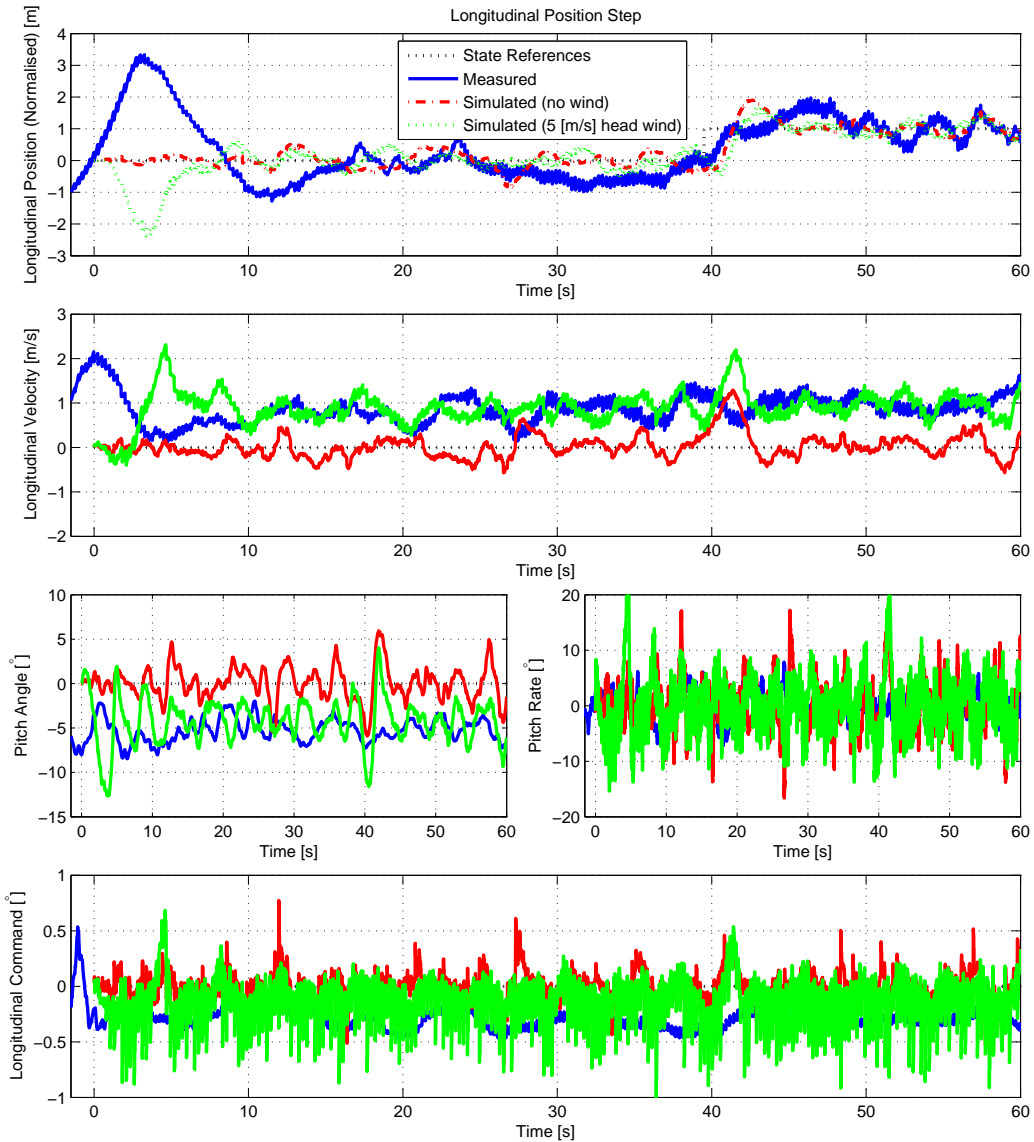 Longitudinal Position Step
Longitudinal Position (Normalised) [m]
4
3
2
1
0
−1
−2
−3
State References
Measured
Simulated (no wind)
Simulated (5 [m/s] head wind)
0 10 20 30 40 50 60
Time [s]
Longitudinal Velocity [m/s]
3
2
1
0
−1
−2
0 10 20 30 40 50 60
Time [s]
Pitch Angle [°]
10
5
0
−5
−10
−15
0 10 20 30 40 50 60
Time [s]
Pitch Rate [°]
20
10
0
−10
−20
0 10 20 30 40 50 60
Time [s]
Longitudinal Command [°]
1
0.5
0
−0.5
−1
0 10 20 30 40 50 60
Time [s]